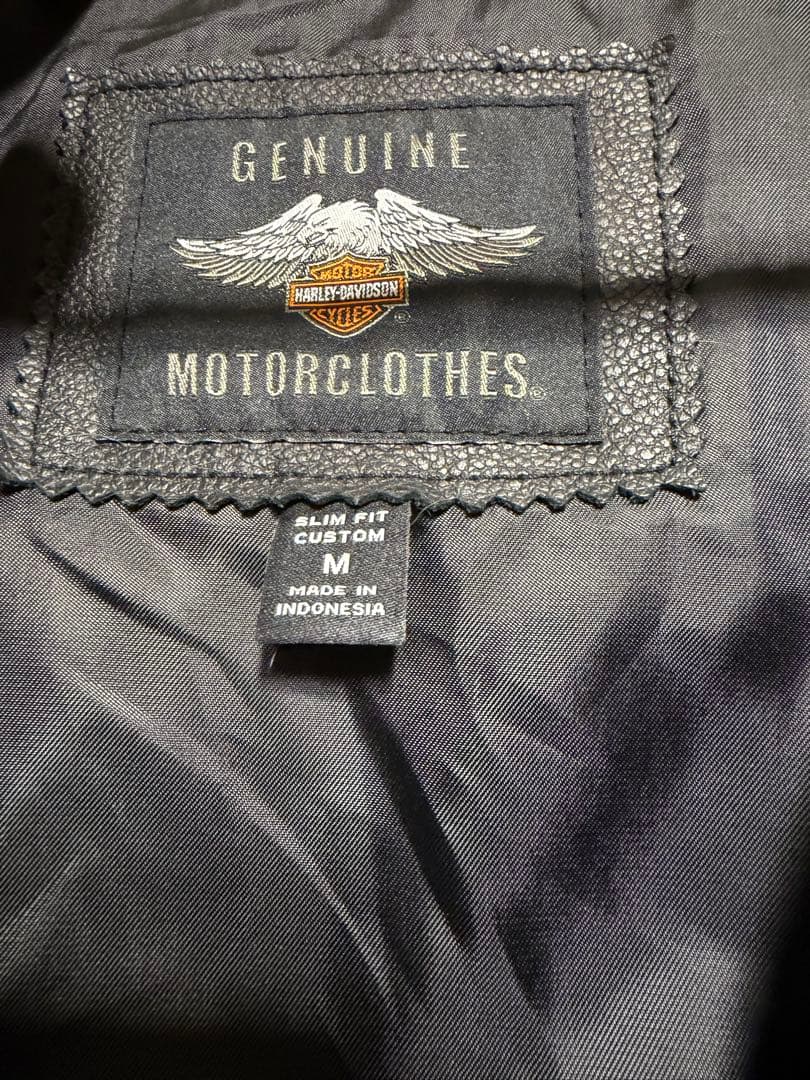 GENUINE
MOTOR
HARLEY-DAVIDSON
CYCLES
®
MOTORCLOTHES®
SLIM FIT
CUSTOM
M
MADE IN
INDONESIA